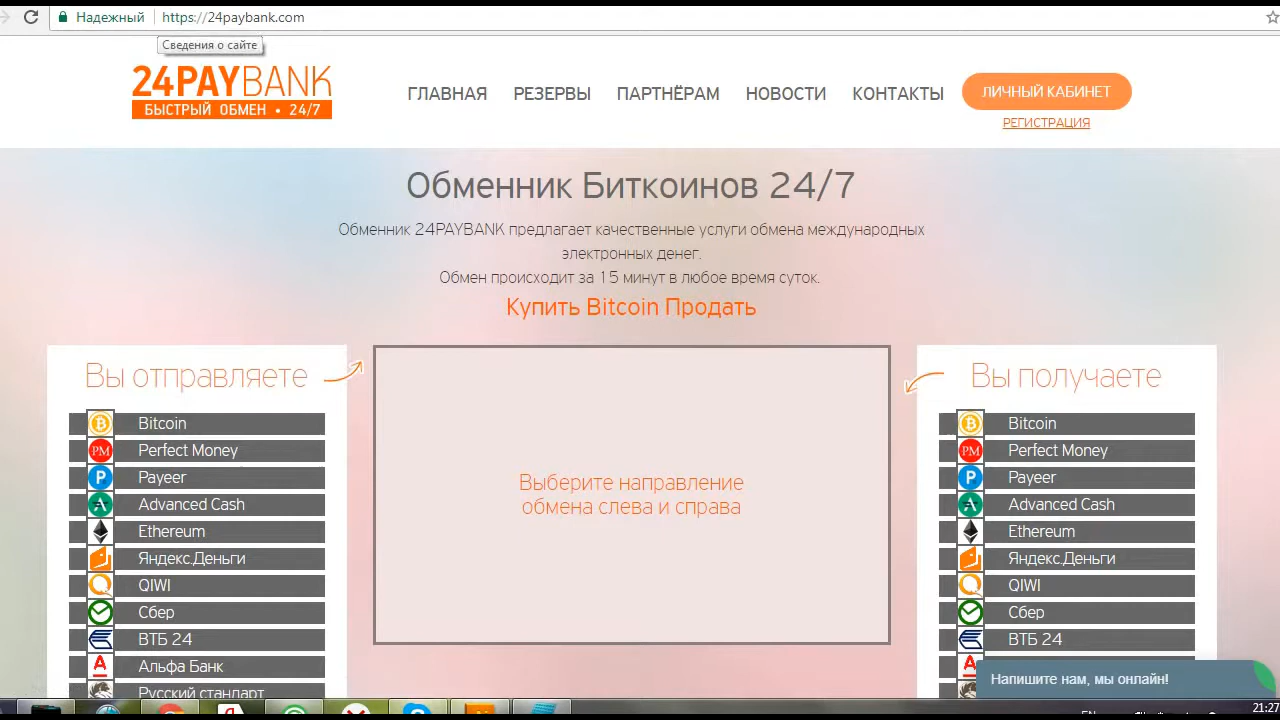 Надежный https://24paybank.com
Сведения о сайте
24PAYBANK
БЫСТРЫЙ ОБМЕН • 24/7
ГЛАВНАЯ РЕЗЕРВЫ ПАРТНЁРАМ НОВОСТИ КОНТАКТЫ ЛИЧНЫЙ КАБИНЕТ
РЕГИСТРАЦИЯ
Обменник Биткоинов 24/7
Обменник 24PAYBANK предлагает качественные услуги обмена международных
электронных денег.
Обмен происходит за 15 минут в любое время суток.
Купить Bitcoin Продать
Вы отправляете
Bitcoin
PM Perfect Money
Payeer
Advanced Cash
Ethereum
Яндекс.Деньги
QIWI
Сбер
ВТБ 24
Альфа Банк
Русский стандарт
Выберите направление
обмена слева и справа
Вы получаете
Bitcoin
PM Perfect Money
Payeer
Advanced Cash
Ethereum
Яндекс.Деньги
QIWI
Сбер
ВТБ 24
Напишите нам, мы онлайн!
EN
21:27